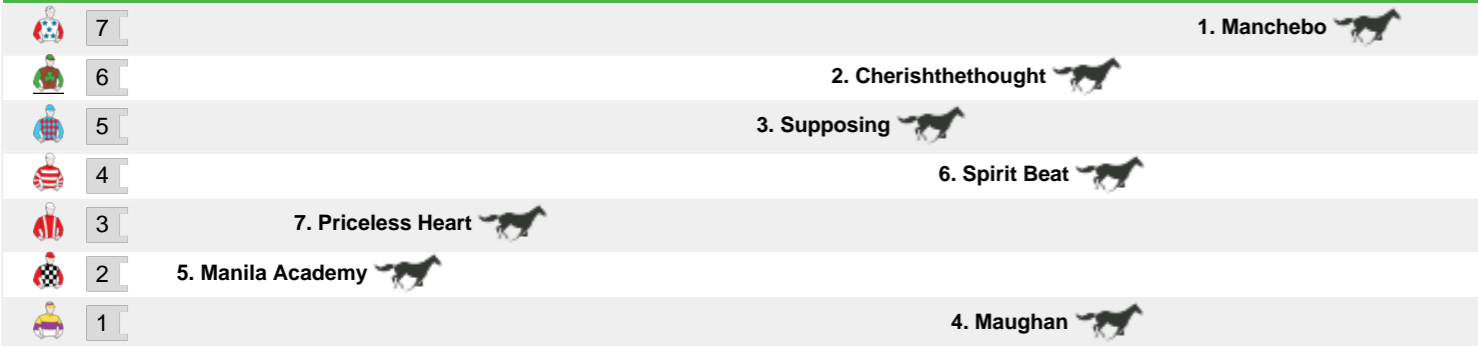 7 1. Manchebo
6 2. Cherishthethought
5 3. Supposing
4 6. Spirit Beat
3 7. Priceless Heart
2 5. Manila Academy
1 4. Maughan